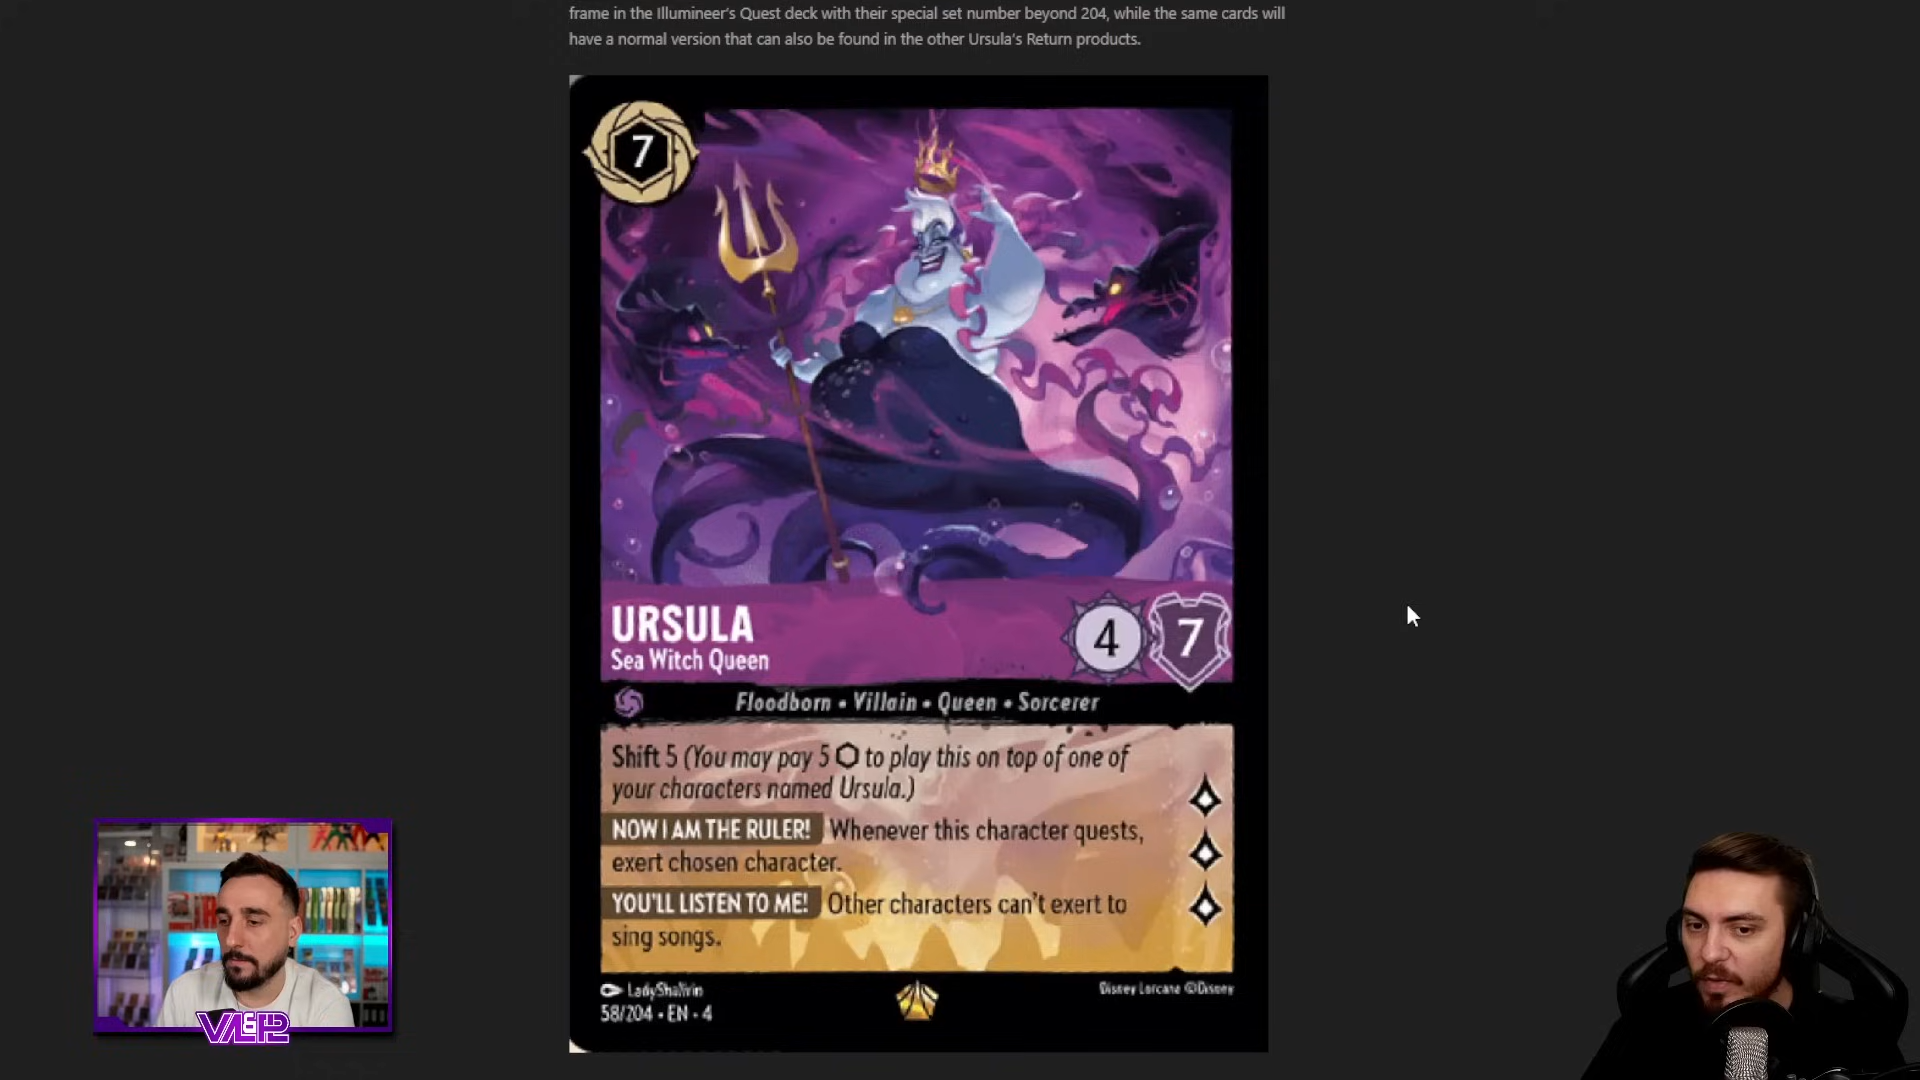 frame in the Illumineer's Quest deck with their special set number beyond 204, while the same cards will
have a normal version that can also be found in the other Ursula's Return products.
7
URSULA
Sea Witch Queen
4 7
Floodborn • Villain • Queen • Sorcerer
Shift 5 (You may pay 5 ⬡ to play this on top of one of
your characters named Ursula.)
NOW I AM THE RULER! Whenever this character quests,
exert chosen character.
YOU'LL LISTEN TO ME! Other characters can't exert to
sing songs.
LadyShalirin
Disney Lorcana ©Disney
58/204 • EN • 4